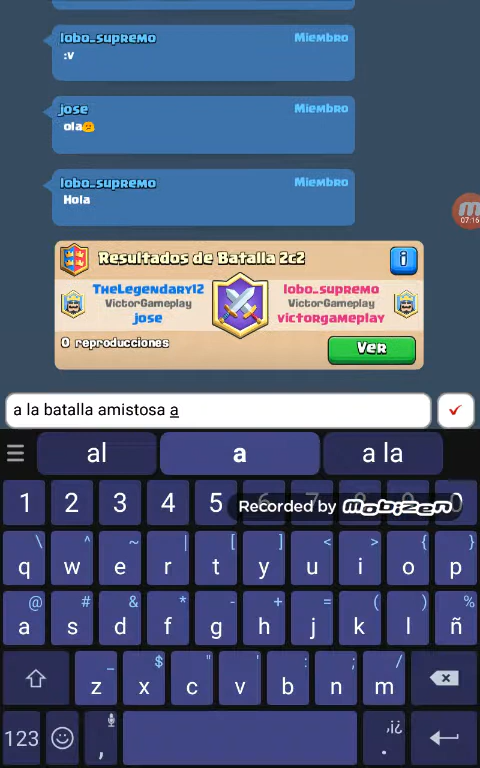 lobo_supremo Miembro
:v
jose Miembro
ola
lobo_supremo Miembro
Hola
07:16
Resultados de Batalla 2c2
i
TheLegendary12 lobo_supremo
VictorGameplay VictorGameplay
jose victorgameplay
0 reproducciones
Ver
a la batalla amistosa a
al a a la
1 2 3 4 5 6 7 8 9 0
Recorded by mobizen
\ ^ ~ | [ ] < > { }
q w e r t y u i o p
@ # & * - + = ( ) %
a s d f g h j k l ñ
_ $ " ' : ; /
z x c v b n m
123 , ,¡¿ .